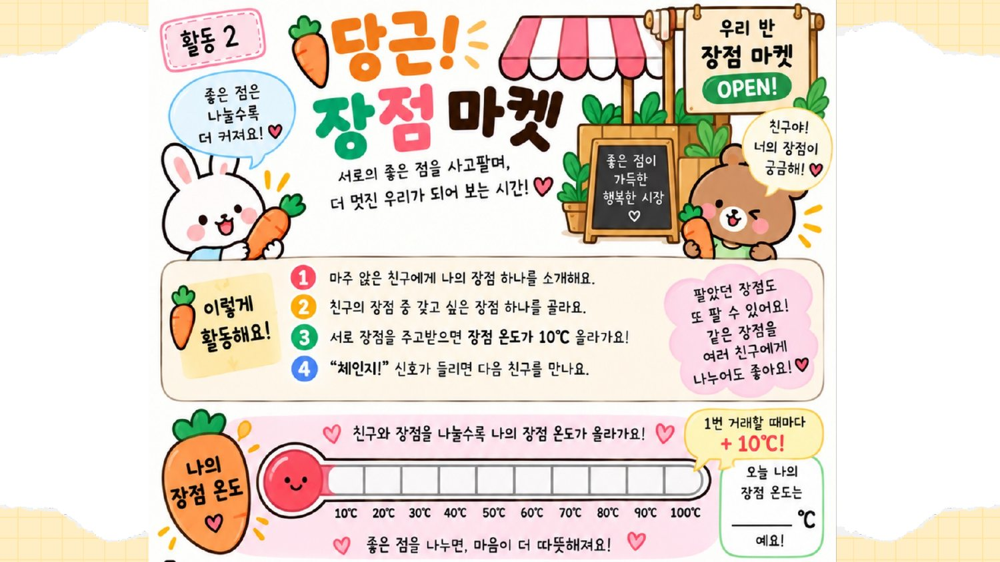 활동 2
당근!
장점 마켓
서로의 좋은 점을 사고팔며,
더 멋진 우리가 되어 보는 시간!
좋은 점은
나눌수록
더 커져요!
우리 반
장점 마켓
OPEN!
친구야!
너의 장점이
궁금해!
좋은 점이
가득한
행복한 시장
이렇게
활동해요!
1 마주 앉은 친구에게 나의 장점 하나를 소개해요.
2 친구의 장점 중 갖고 싶은 장점 하나를 골라요.
3 서로 장점을 주고받으면 장점 온도가 10℃ 올라가요!
4 “체인지!” 신호가 들리면 다음 친구를 만나요.
팔았던 장점도
또 팔 수 있어요!
같은 장점을
여러 친구에게
나누어도 좋아요!
나의
장점 온도
친구와 장점을 나눌수록 나의 장점 온도가 올라가요!
10℃ 20℃ 30℃ 40℃ 50℃ 60℃ 70℃ 80℃ 90℃ 100℃
좋은 점을 나누면, 마음이 더 따뜻해져요!
1번 거래할 때마다
+ 10℃!
오늘 나의
장점 온도는
______ ℃
예요!